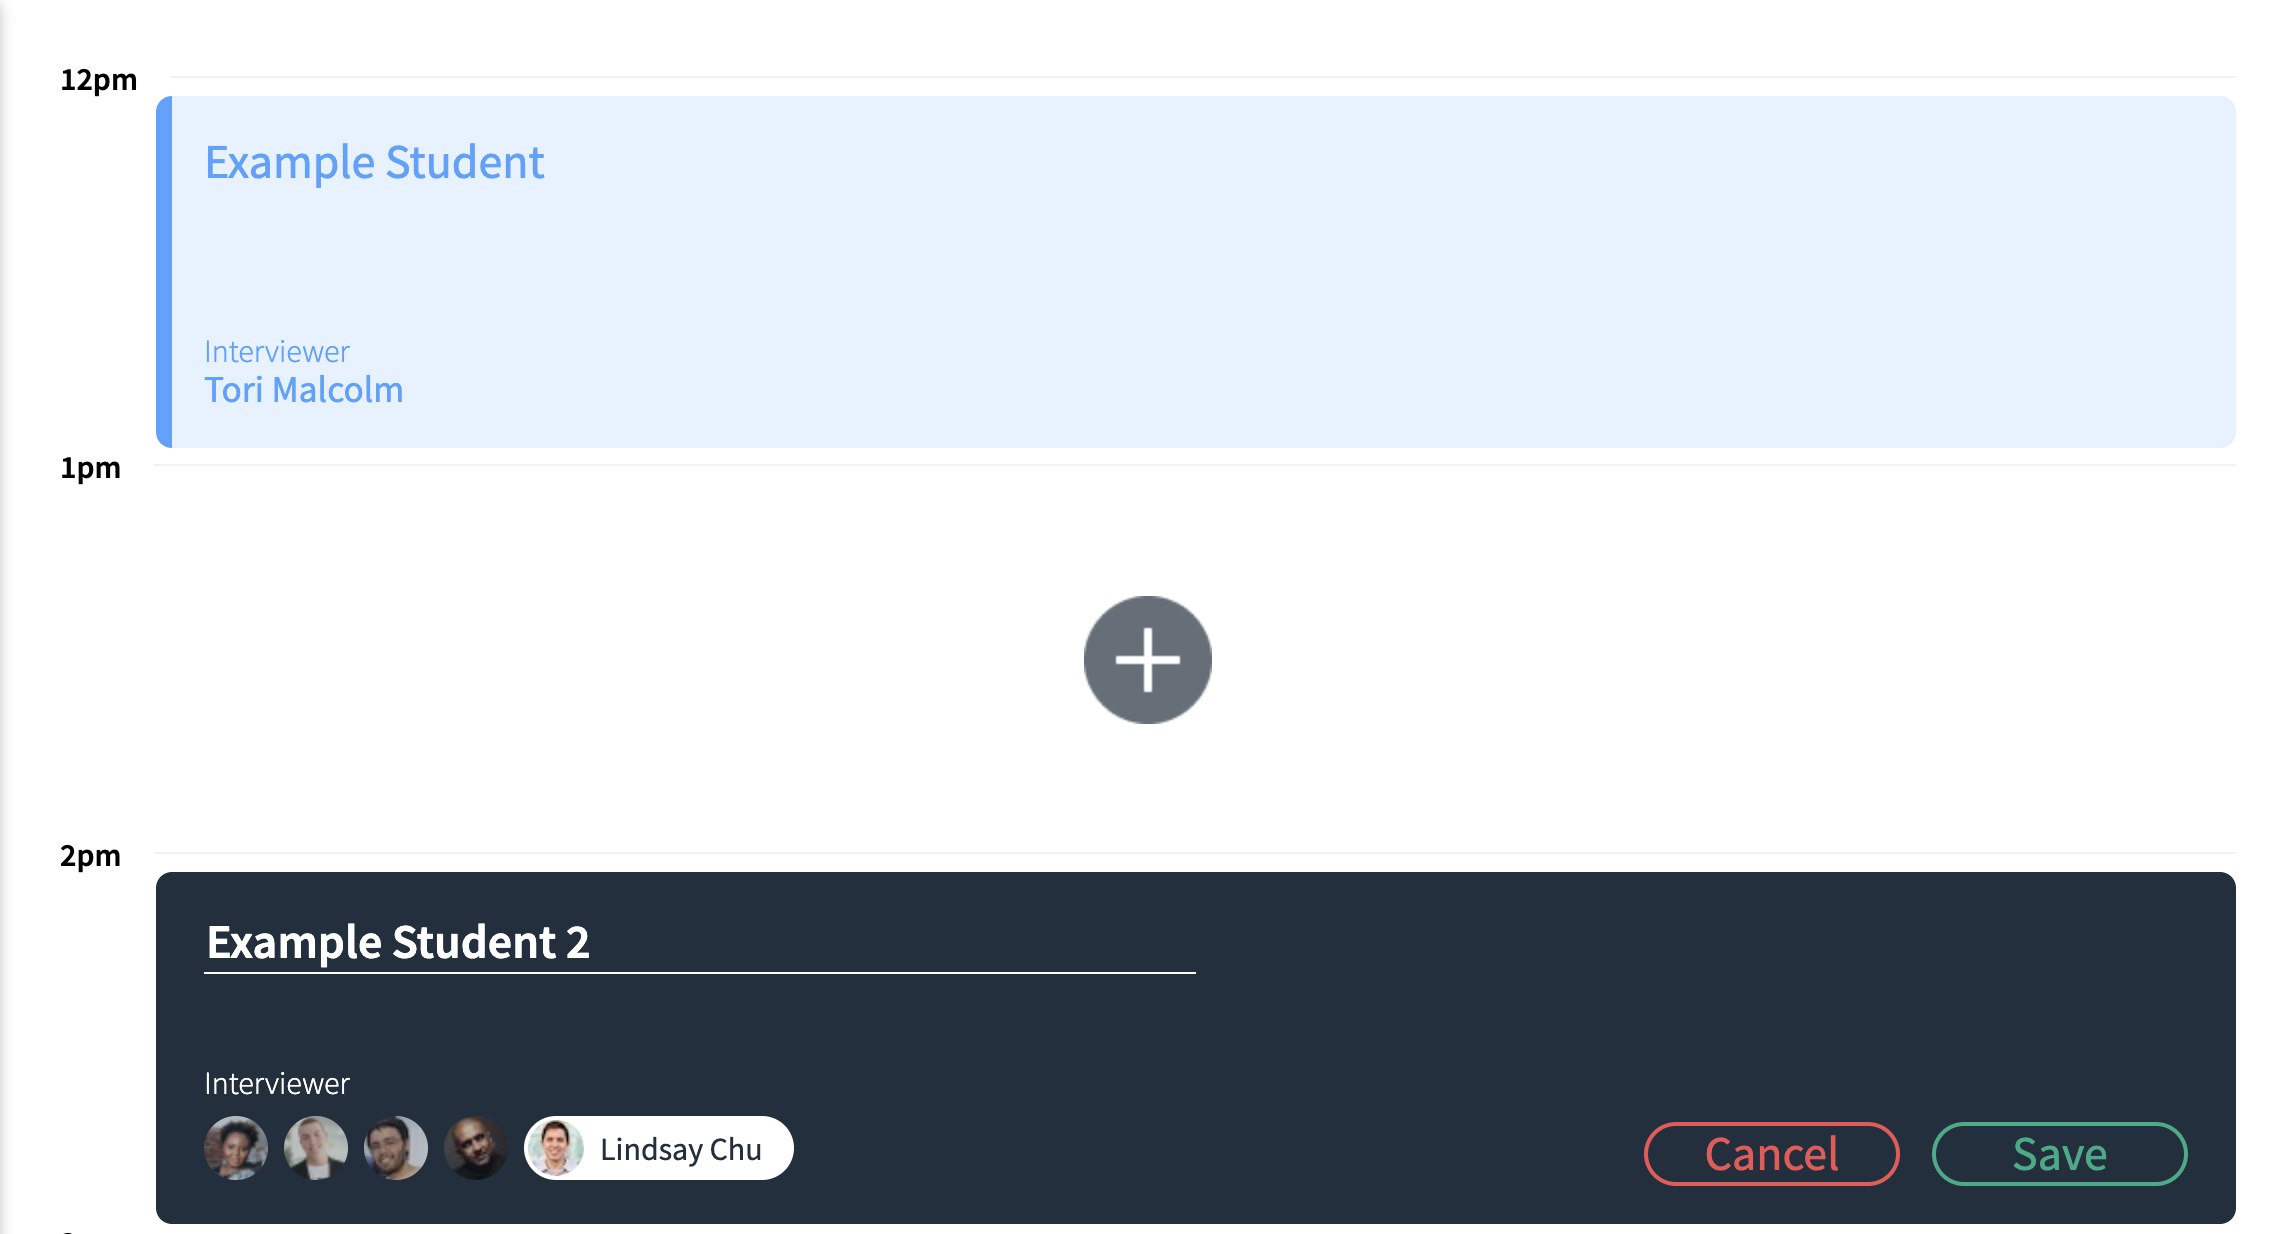 12pm
Example Student
Interviewer
Tori Malcolm
1pm
2pm
Example Student 2
Interviewer
Lindsay Chu
Cancel
Save